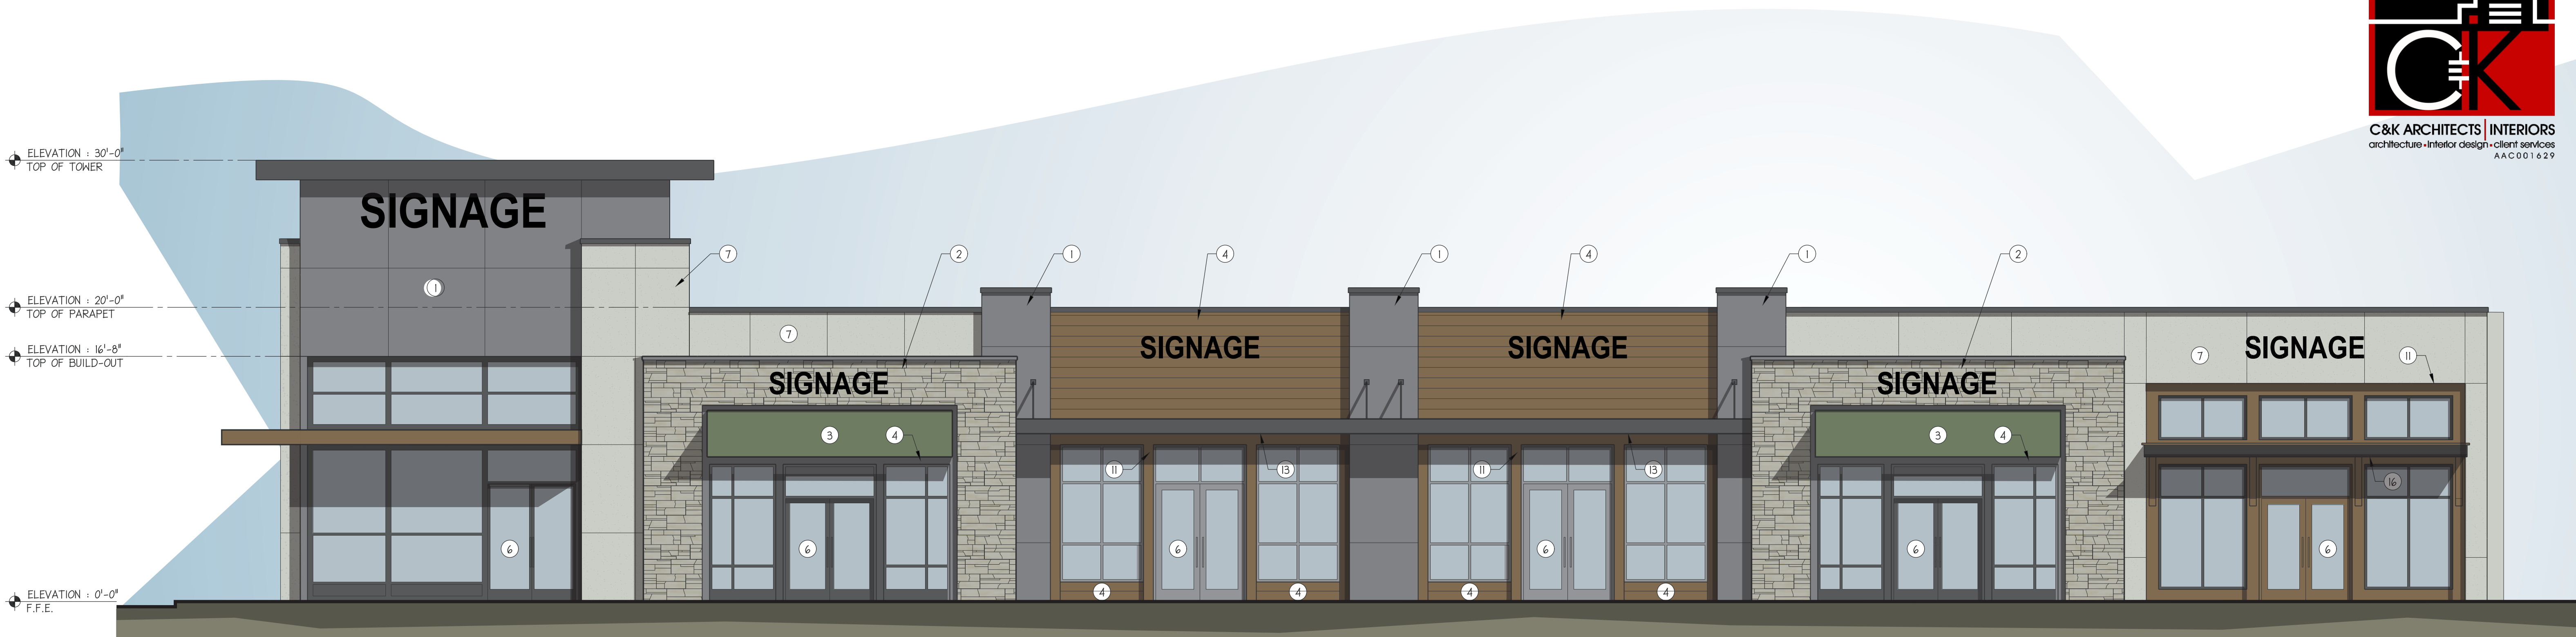 C&K
C&K ARCHITECTS | INTERIORS
architecture • interior design • client services
AAC001629
ELEVATION : 30'-0"
TOP OF TOWER
SIGNAGE
7
2
1
4
1
4
1
2
1
ELEVATION : 20'-0"
TOP OF PARAPET
7
SIGNAGE
SIGNAGE
SIGNAGE
7
11
ELEVATION : 16'-8"
TOP OF BUILD-OUT
SIGNAGE
SIGNAGE
3
4
3
4
11
13
11
13
16
6
6
6
6
6
6
4
4
4
4
ELEVATION : 0'-0"
F.F.E.